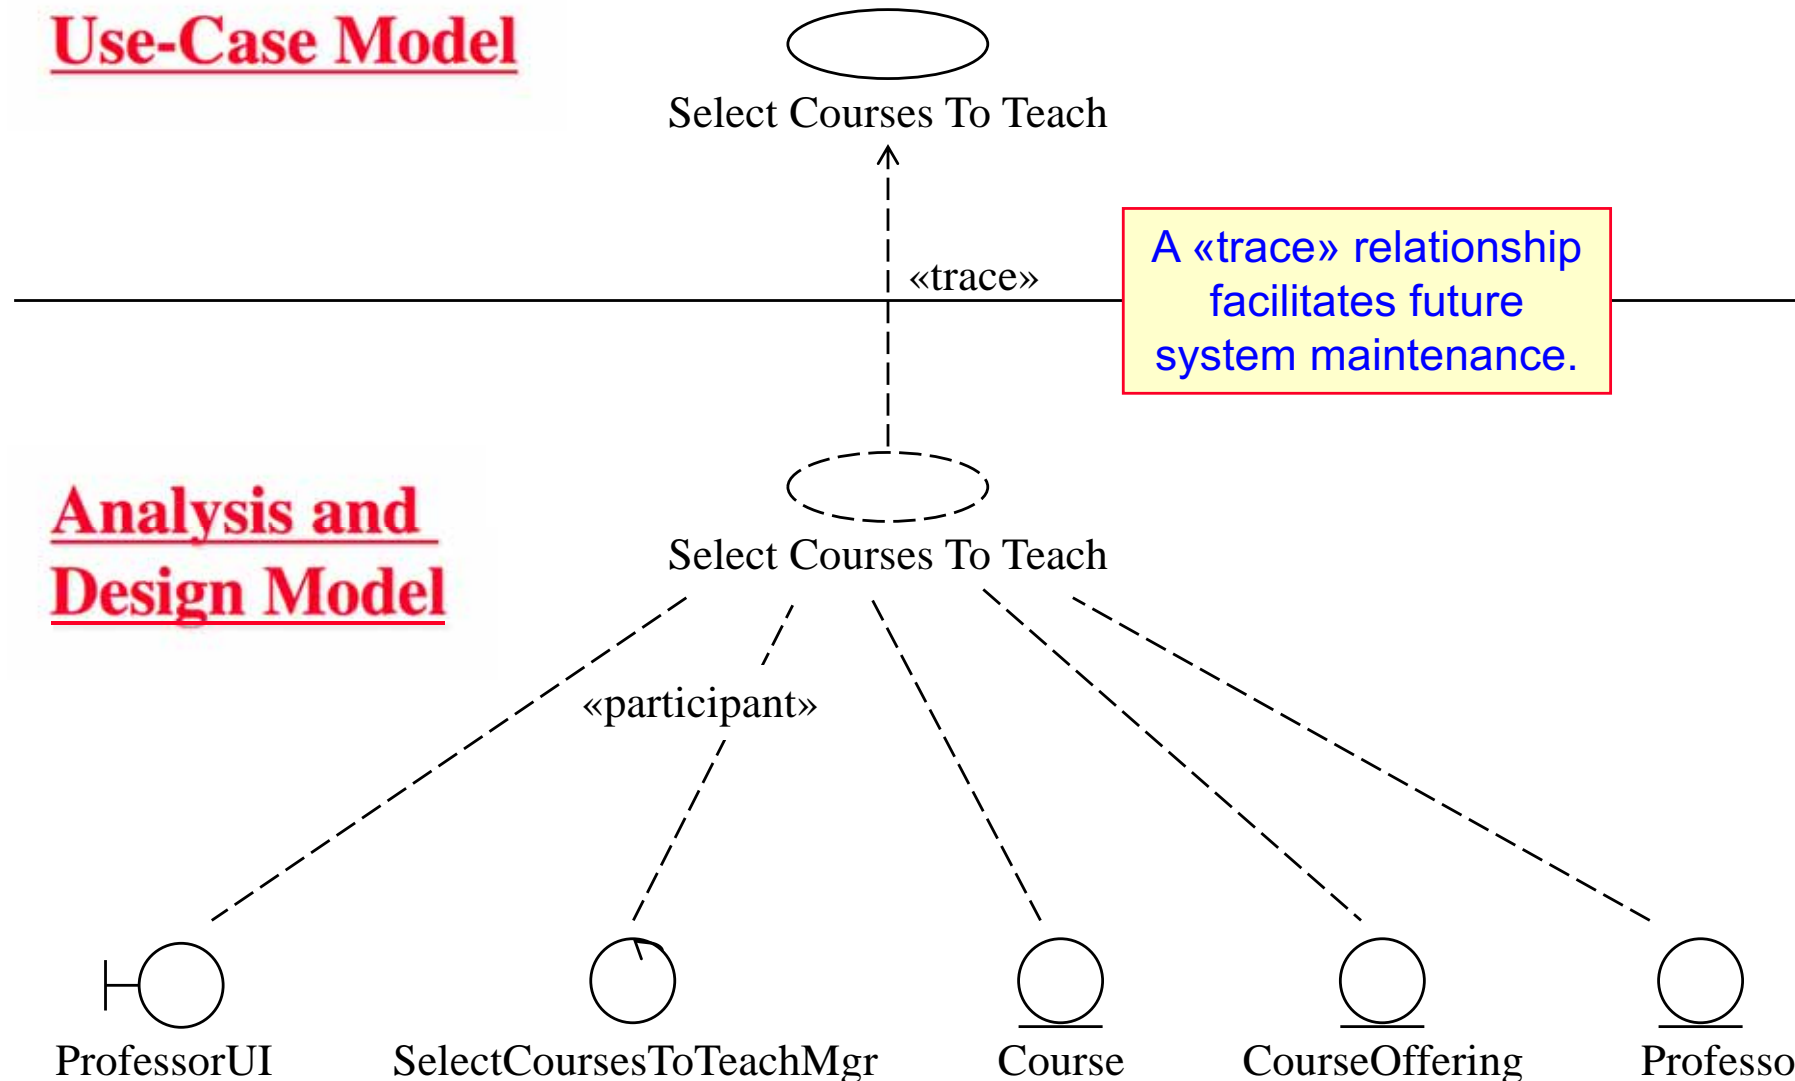 Use-Case Model
Select Courses To Teach
«trace»
A «trace» relationship
facilitates future
system maintenance.
Analysis and
Design Model
Select Courses To Teach
«participant»
ProfessorUI
SelectCoursesToTeachMgr
Course
CourseOffering
Professo